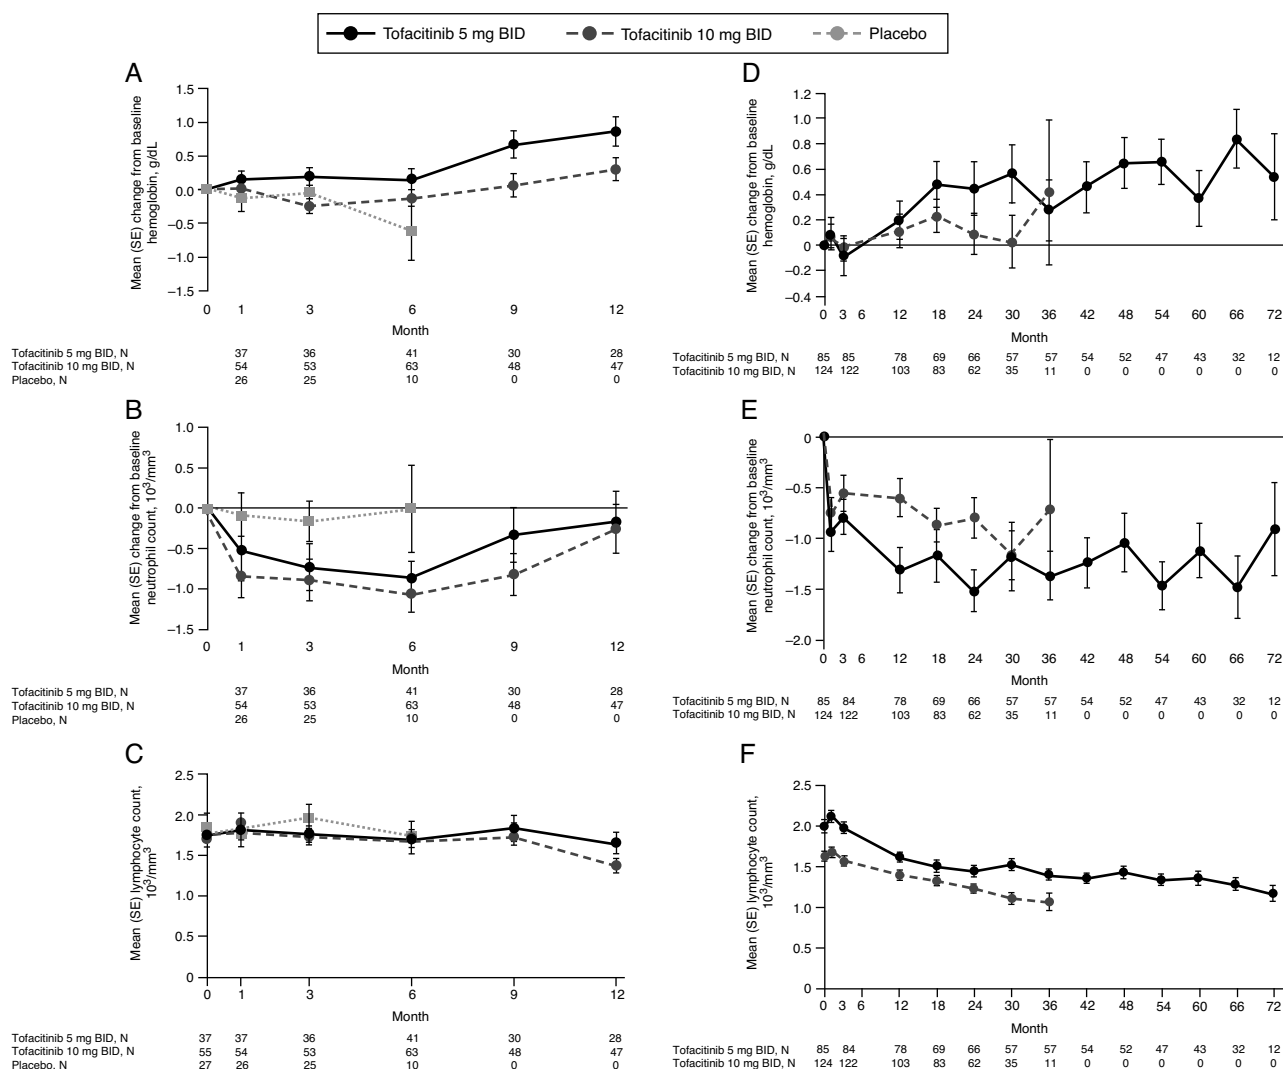 Tofacitinib 5 mg BID Tofacitinib 10 mg BID Placebo
A
Mean (SE) change from baseline
hemoglobin, g/dL
1.5
1.0
0.5
0.0
–0.5
–1.0
–1.5
0 1 3 6 9 12
Month
Tofacitinib 5 mg BID, N 37 36 41 30 28
Tofacitinib 10 mg BID, N 54 53 63 48 47
Placebo, N 26 25 10 0 0
B
Mean (SE) change from baseline
neutrophil count, 10³/mm³
1.0
0.5
0.0
–0.5
–1.0
–1.5
0 1 3 6 9 12
Month
Tofacitinib 5 mg BID, N 37 36 41 30 28
Tofacitinib 10 mg BID, N 54 53 63 48 47
Placebo, N 26 25 10 0 0
C
Mean (SE) lymphocyte count,
10³/mm³
2.5
2.0
1.5
1.0
0.5
0
0 1 3 6 9 12
Month
Tofacitinib 5 mg BID, N 37 37 36 41 30 28
Tofacitinib 10 mg BID, N 55 54 53 63 48 47
Placebo, N 27 26 25 10 0 0
D
Mean (SE) change from baseline
hemoglobin, g/dL
1.2
1.0
0.8
0.6
0.4
0.2
0
–0.2
–0.4
0 3 6 12 18 24 30 36 42 48 54 60 66 72
Month
Tofacitinib 5 mg BID, N 85 85 78 69 66 57 57 54 52 47 43 32 12
Tofacitinib 10 mg BID, N 124 122 103 83 62 35 11 0 0 0 0 0 0
E
Mean (SE) change from baseline
neutrophil count, 10³/mm³
0
–0.5
–1.0
–1.5
–2.0
0 3 6 12 18 24 30 36 42 48 54 60 66 72
Month
Tofacitinib 5 mg BID, N 85 84 78 69 66 57 57 54 52 47 43 32 12
Tofacitinib 10 mg BID, N 124 122 103 83 62 35 11 0 0 0 0 0 0
F
Mean (SE) lymphocyte count,
10³/mm³
2.5
2.0
1.5
1.0
0.5
0
0 3 6 12 18 24 30 36 42 48 54 60 66 72
Month
Tofacitinib 5 mg BID, N 85 84 78 69 66 57 57 54 52 47 43 32 12
Tofacitinib 10 mg BID, N 124 122 103 83 62 35 11 0 0 0 0 0 0